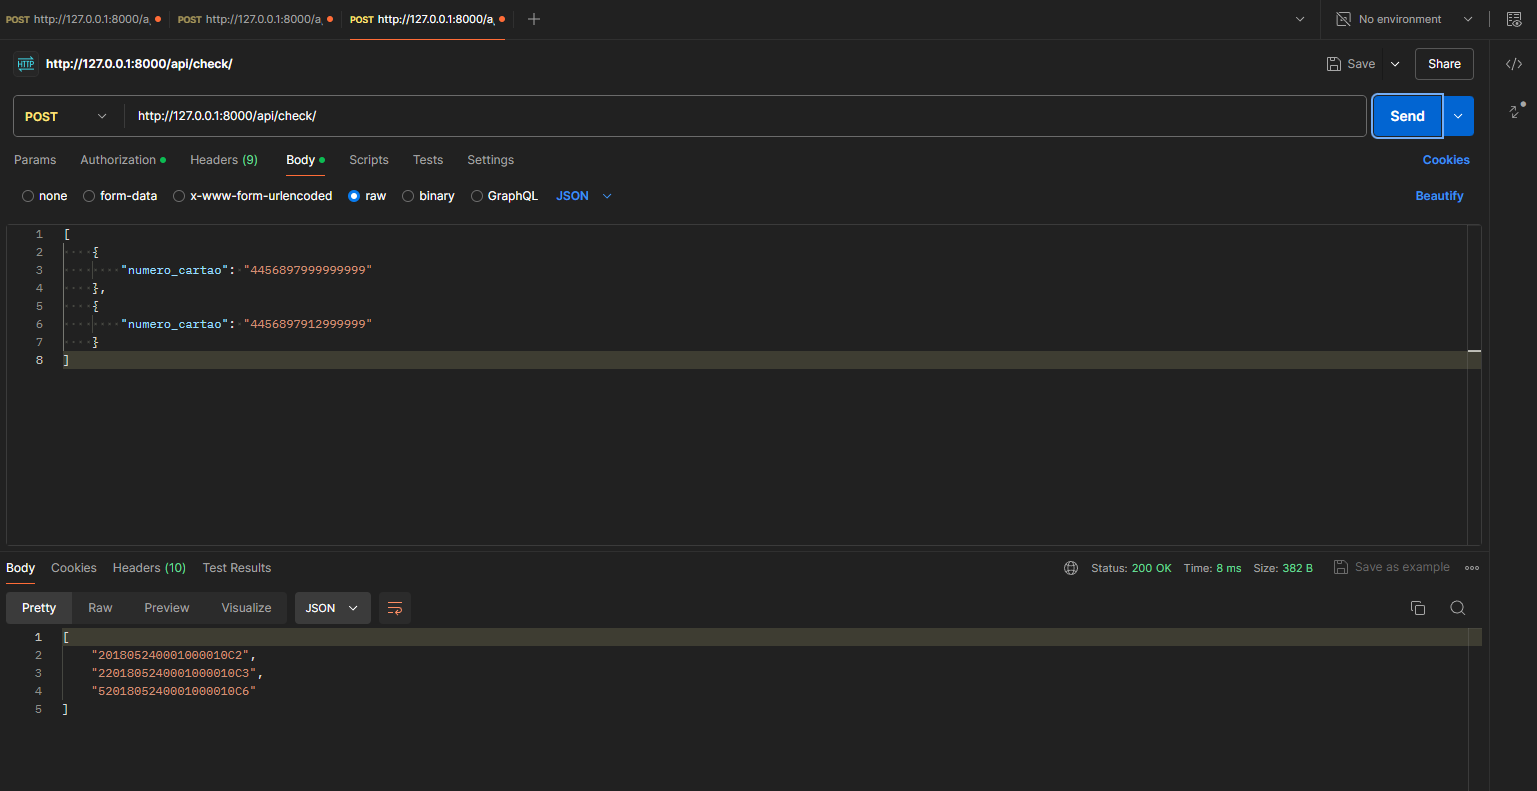 POST http://127.0.0.1:8000/a POST http://127.0.0.1:8000/a POST http://127.0.0.1:8000/a No environment
HTTP http://127.0.0.1:8000/api/check/ Save Share
POST http://127.0.0.1:8000/api/check/ Send
Params Authorization Headers (9) Body Scripts Tests Settings Cookies
none form-data x-www-form-urlencoded raw binary GraphQL JSON Beautify
1 [
2 {
3 "numero_cartao": "4456897999999999"
4 },
5 {
6 "numero_cartao": "4456897912999999"
7 }
8 ]
Body Cookies Headers (10) Test Results Status: 200 OK Time: 8 ms Size: 382 B Save as example
Pretty Raw Preview Visualize JSON
1 [
2 "201805240001000010C2",
3 "2201805240001000010C3",
4 "5201805240001000010C6"
5 ]